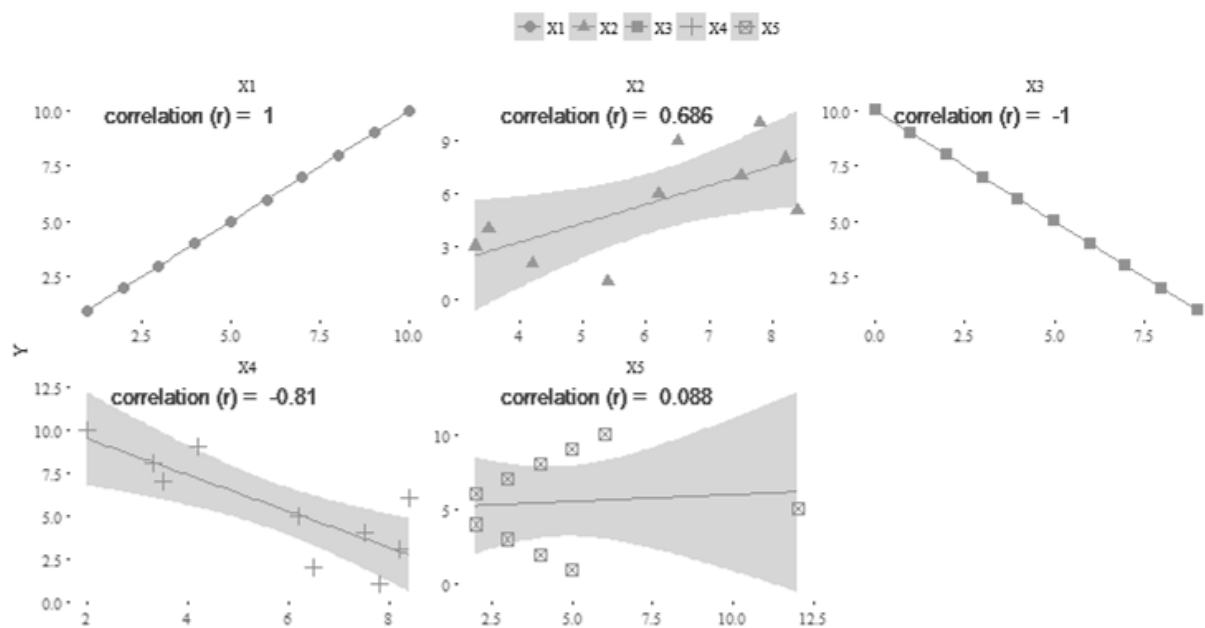 X1 X2 X3 X4 X5
X1
correlation (r) = 1
10.0
7.5
5.0
2.5
2.5 5.0 7.5 10.0
X2
correlation (r) = 0.686
9
6
3
0
4 5 6 7 8
X3
correlation (r) = -1
10.0
7.5
5.0
2.5
0.0 2.5 5.0 7.5
Y
X4
correlation (r) = -0.81
12.5
10.0
7.5
5.0
2.5
0.0
2 4 6 8
X5
correlation (r) = 0.088
10
5
0
2.5 5.0 7.5 10.0 12.5